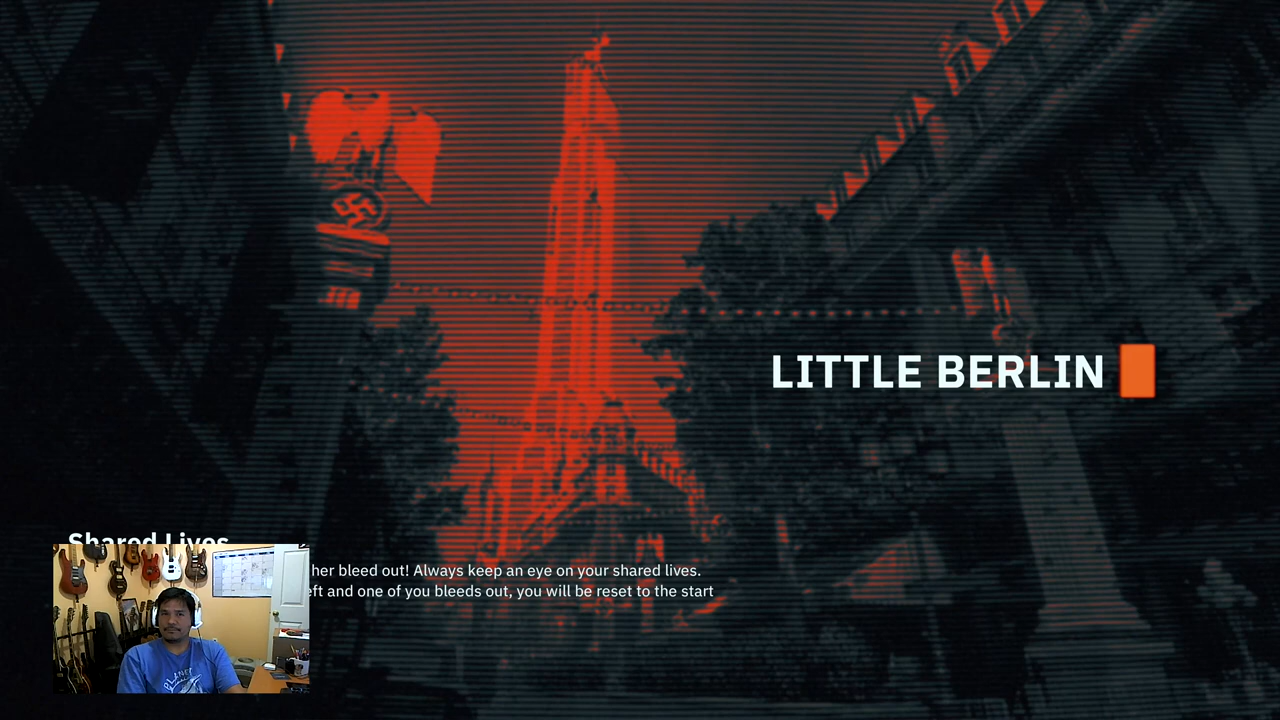 LITTLE BERLIN
Shared Lives
her bleed out! Always keep an eye on your shared lives.
eft and one of you bleeds out, you will be reset to the start
PLANET